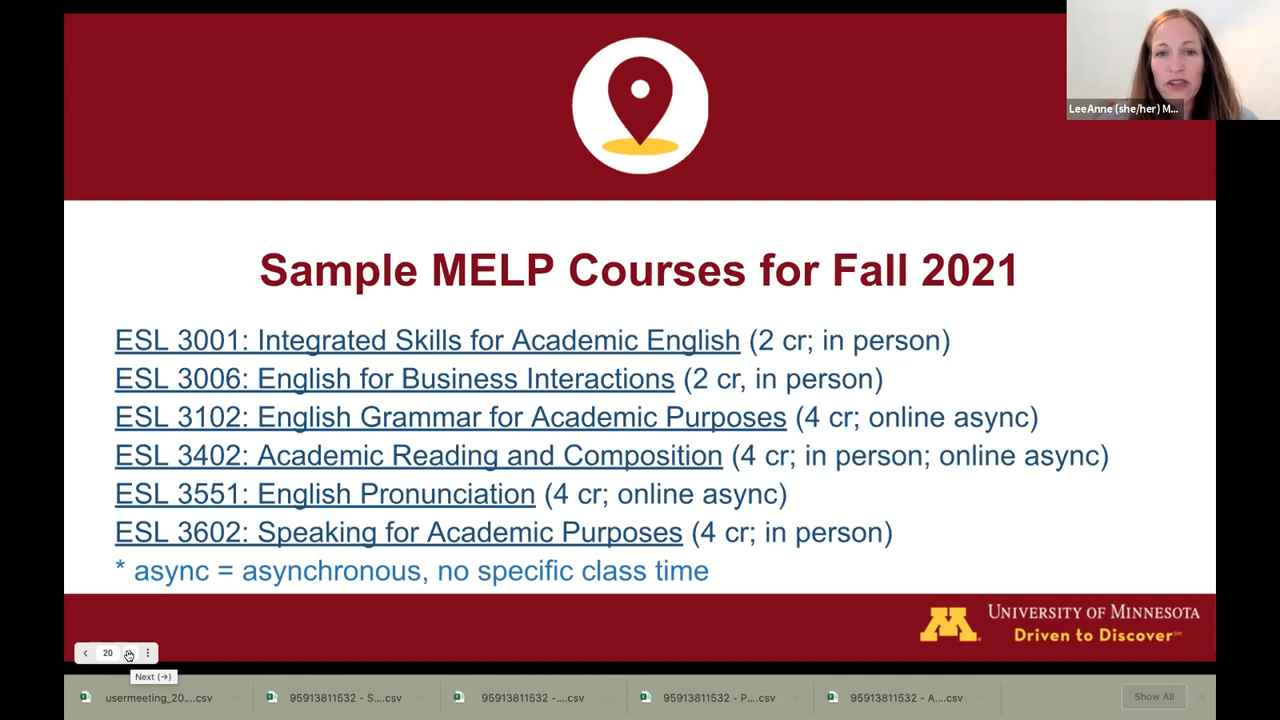 LeeAnne (she/her) M...
Sample MELP Courses for Fall 2021
ESL 3001: Integrated Skills for Academic English (2 cr; in person)
ESL 3006: English for Business Interactions (2 cr, in person)
ESL 3102: English Grammar for Academic Purposes (4 cr; online async)
ESL 3402: Academic Reading and Composition (4 cr; in person; online async)
ESL 3551: English Pronunciation (4 cr; online async)
ESL 3602: Speaking for Academic Purposes (4 cr; in person)
* async = asynchronous, no specific class time
M UNIVERSITY OF MINNESOTA
Driven to Discover℠
20
Next (→)
usermeeting_20....csv 95913811532 - S....csv 95913811532 -....csv 95913811532 - P....csv 95913811532 - A....csv Show All